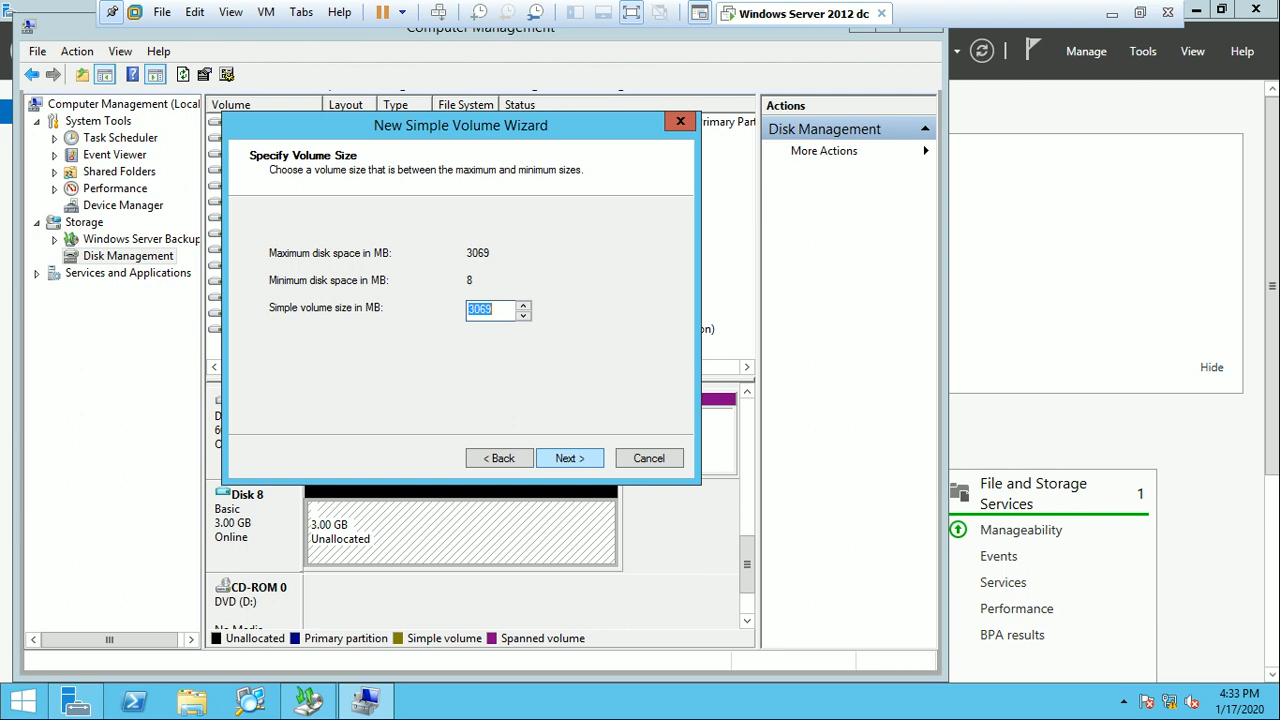 File Edit View VM Tabs Help
Windows Server 2012 dc
Computer Management
File Action View Help
Manage Tools View Help
Computer Management (Local
System Tools
Task Scheduler
Event Viewer
Shared Folders
Performance
Device Manager
Storage
Windows Server Backup
Disk Management
Services and Applications
Volume Layout Type File System Status
rimary Part
on)
New Simple Volume Wizard
Specify Volume Size
Choose a volume size that is between the maximum and minimum sizes.
Maximum disk space in MB: 3069
Minimum disk space in MB: 8
Simple volume size in MB: 3069
< Back Next > Cancel
Disk 8
Basic
3.00 GB
Online
3.00 GB
Unallocated
CD-ROM 0
DVD (D:)
Unallocated Primary partition Simple volume Spanned volume
Actions
Disk Management
More Actions
Hide
File and Storage
Services
1
Manageability
Events
Services
Performance
BPA results
4:33 PM
1/17/2020